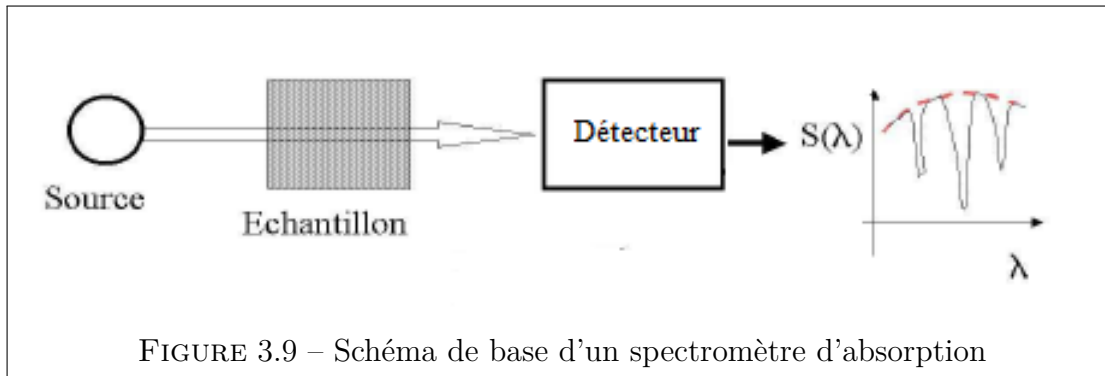 Source
Echantillon
Détecteur
S(λ)
λ
FIGURE 3.9 – Schéma de base d'un spectromètre d'absorption